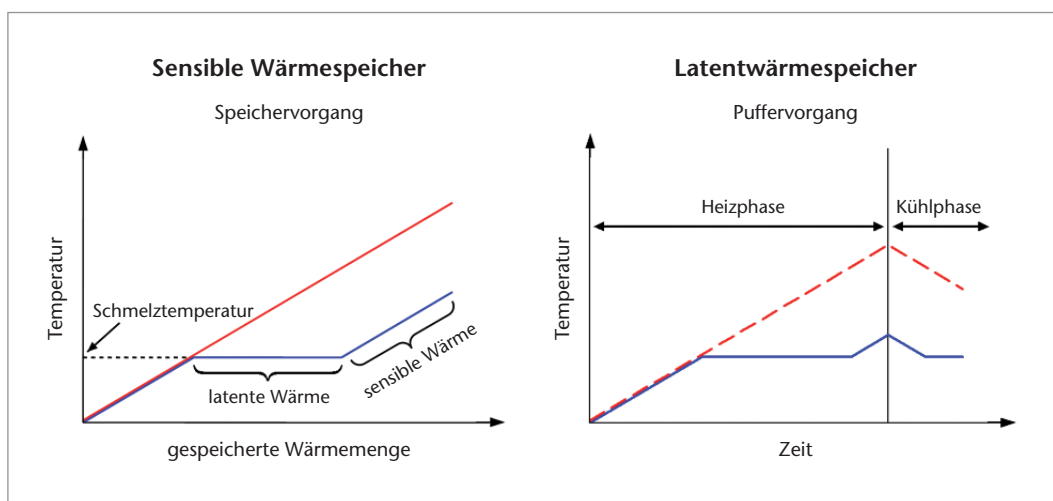 Sensible Wärmespeicher
Speichervorgang
Temperatur
Schmelztemperatur
latente Wärme
sensible Wärme
gespeicherte Wärmemenge
Latentwärmespeicher
Puffervorgang
Heizphase
Kühlphase
Temperatur
Zeit